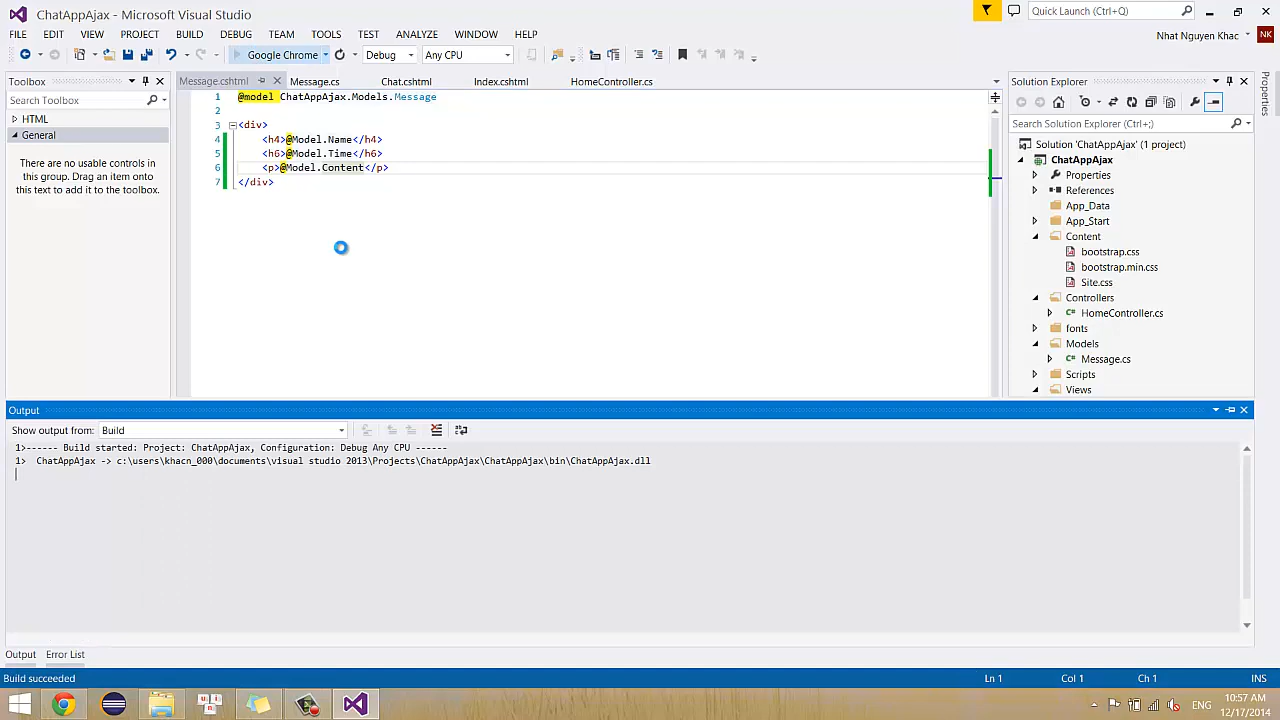 ChatAppAjax - Microsoft Visual Studio
Quick Launch (Ctrl+Q)
FILE EDIT VIEW PROJECT BUILD DEBUG TEAM TOOLS TEST ANALYZE WINDOW HELP
Nhat Nguyen Khac
NK
Google Chrome
Debug
Any CPU
Toolbox
Message.cshtml Message.cs Chat.cshtml Index.cshtml HomeController.cs
Solution Explorer
Properties
Search Toolbox
HTML
General
There are no usable controls in
this group. Drag an item onto
this text to add it to the toolbox.
1 @model ChatAppAjax.Models.Message
2
3 <div>
4 <h4>@Model.Name</h4>
5 <h6>@Model.Time</h6>
6 <p>@Model.Content</p>
7 </div>
Search Solution Explorer (Ctrl+;)
Solution 'ChatAppAjax' (1 project)
ChatAppAjax
Properties
References
App_Data
App_Start
Content
bootstrap.css
bootstrap.min.css
Site.css
Controllers
HomeController.cs
fonts
Models
Message.cs
Scripts
Views
Output
Show output from: Build
1>------ Build started: Project: ChatAppAjax, Configuration: Debug Any CPU ------
1> ChatAppAjax -> c:\users\khacn_000\documents\visual studio 2013\Projects\ChatAppAjax\ChatAppAjax\bin\ChatAppAjax.dll
Output Error List
Build succeeded
Ln 1 Col 1 Ch 1 INS
ENG
10:57 AM
12/17/2014